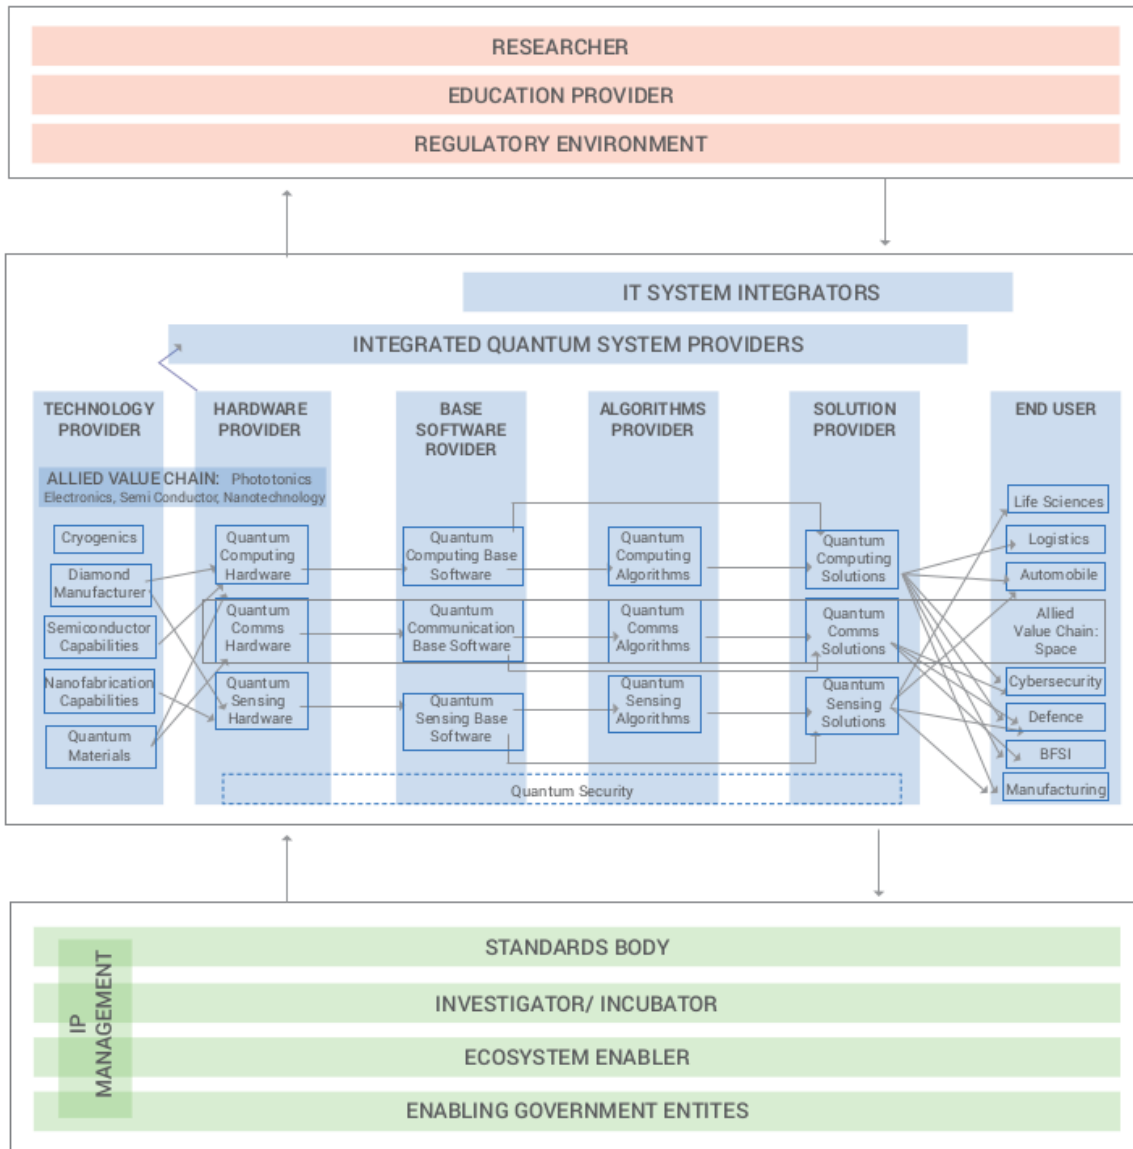 RESEARCHER
EDUCATION PROVIDER
REGULATORY ENVIRONMENT
IT SYSTEM INTEGRATORS
INTEGRATED QUANTUM SYSTEM PROVIDERS
TECHNOLOGY
PROVIDER
HARDWARE
PROVIDER
BASE
SOFTWARE
ROVIDER
ALGORITHMS
PROVIDER
SOLUTION
PROVIDER
END USER
ALLIED VALUE CHAIN: Phototonics
Electronics, Semi Conductor, Nanotechnology
Cryogenics
Diamond
Manufacturer
Semiconductor
Capabilities
Nanofabrication
Capabilities
Quantum
Materials
Quantum
Computing
Hardware
Quantum
Comms
Hardware
Quantum
Sensing
Hardware
Quantum
Computing Base
Software
Quantum
Communication
Base Software
Quantum
Sensing Base
Software
Quantum
Computing
Algorithms
Quantum
Comms
Algorithms
Quantum
Sensing
Algorithms
Quantum
Computing
Solutions
Quantum
Comms
Solutions
Quantum
Sensing
Solutions
Life Sciences
Logistics
Automobile
Allied
Value Chain:
Space
Cybersecurity
Defence
BFSI
Manufacturing
Quantum Security
IP
MANAGEMENT
STANDARDS BODY
INVESTIGATOR/ INCUBATOR
ECOSYSTEM ENABLER
ENABLING GOVERNMENT ENTITES